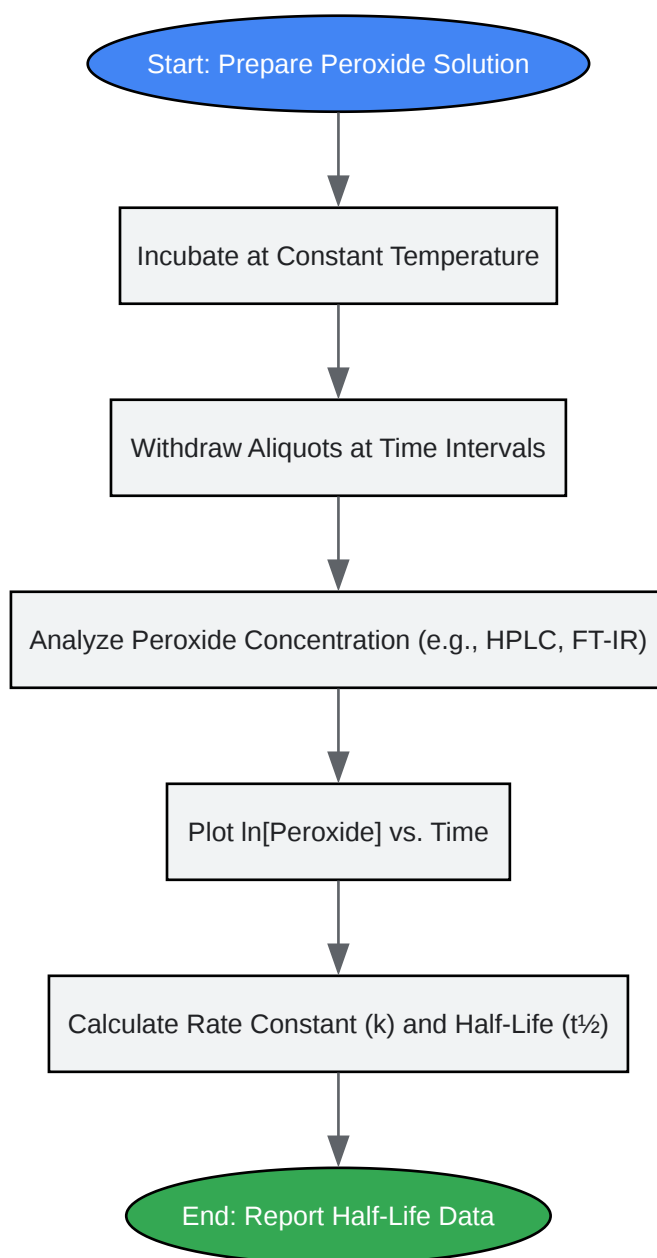 Start: Prepare Peroxide Solution
Incubate at Constant Temperature
Withdraw Aliquots at Time Intervals
Analyze Peroxide Concentration (e.g., HPLC, FT-IR)
Plot ln[Peroxide] vs. Time
Calculate Rate Constant (k) and Half-Life (t½)
End: Report Half-Life Data